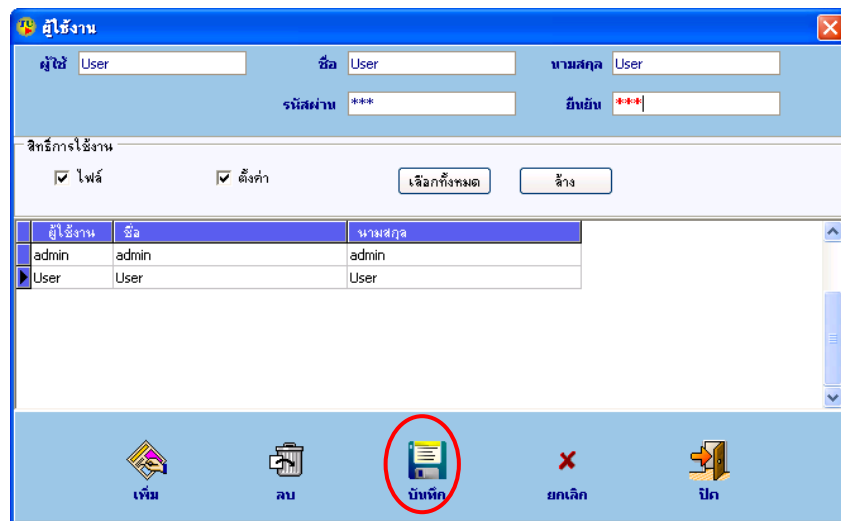 ผู้ใช้งาน
ผู้ใช้ User ชื่อ User นามสกุล User
รหัสผ่าน *** ยืนยัน ***
สิทธิ์การใช้งาน
ไฟล์ ตั้งค่า เลือกทั้งหมด ล้าง
ผู้ใช้งาน ชื่อ นามสกุล
admin admin admin
User User User
เพิ่ม ลบ บันทึก ยกเลิก ปิด